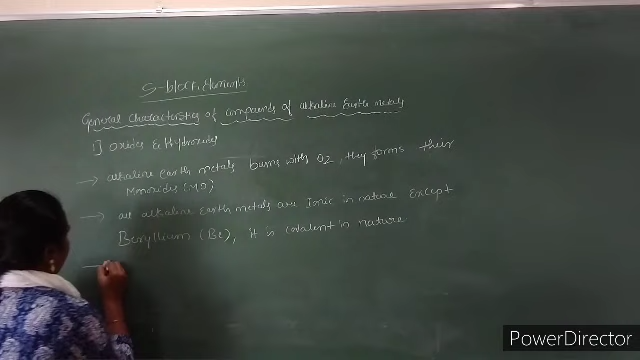 S-block Elements
General characteristics of compounds of alkaline Earth metals
1] Oxides & Hydroxides
→ alkaline earth metals burns with O2, they forms their
Monoxides (MO)
→ all alkaline Earth metals are Ionic in nature Except
Beryllium (Be), it is covalent in nature
PowerDirector